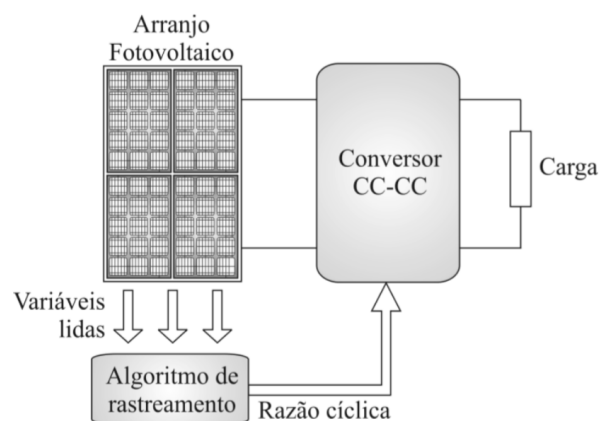 Arranjo
Fotovoltaico
Conversor
CC-CC
Carga
Variáveis
lidas
Algoritmo de
rastreamento
Razão cíclica